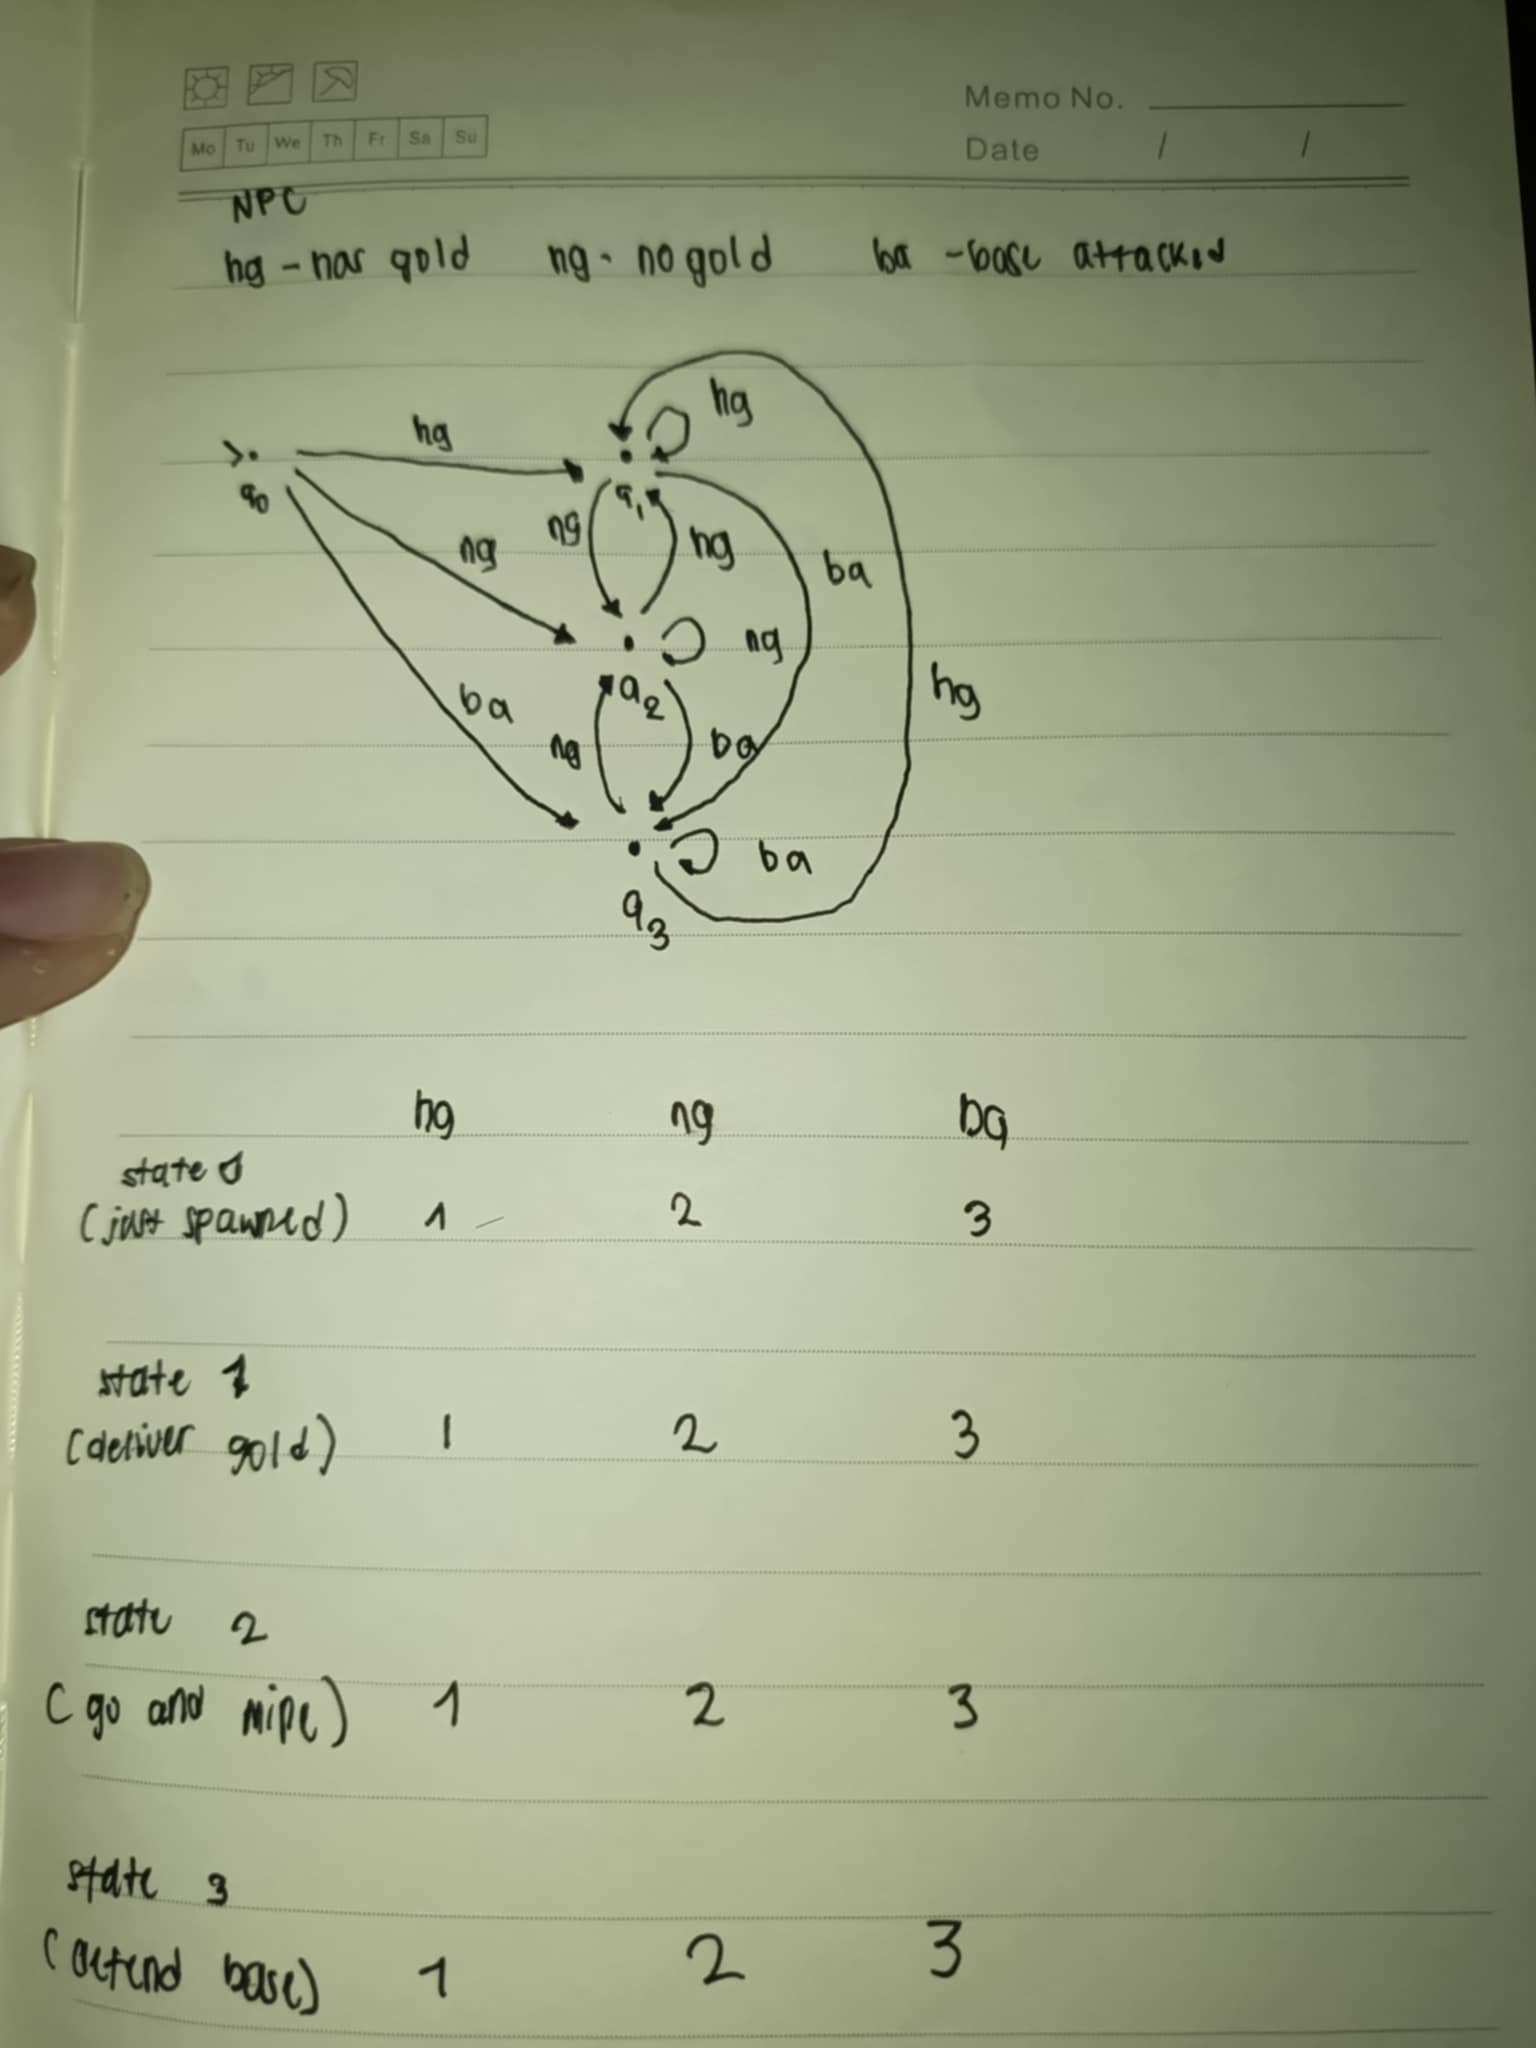 Memo No.
Mo Tu We Th Fr Sa Su
Date / /
NPC
hg - has gold ng - no gold ba - base attacked
hg
hg
hg
q0
q1
ng
hg
ng
ba
ng
q2
hg
ba
ng
ba
ba
q3
hg ng ba
state 0
(just spawned) 1 2 3
state 1
(deliver gold) 1 2 3
state 2
(go and mine) 1 2 3
state 3
(defend base) 1 2 3